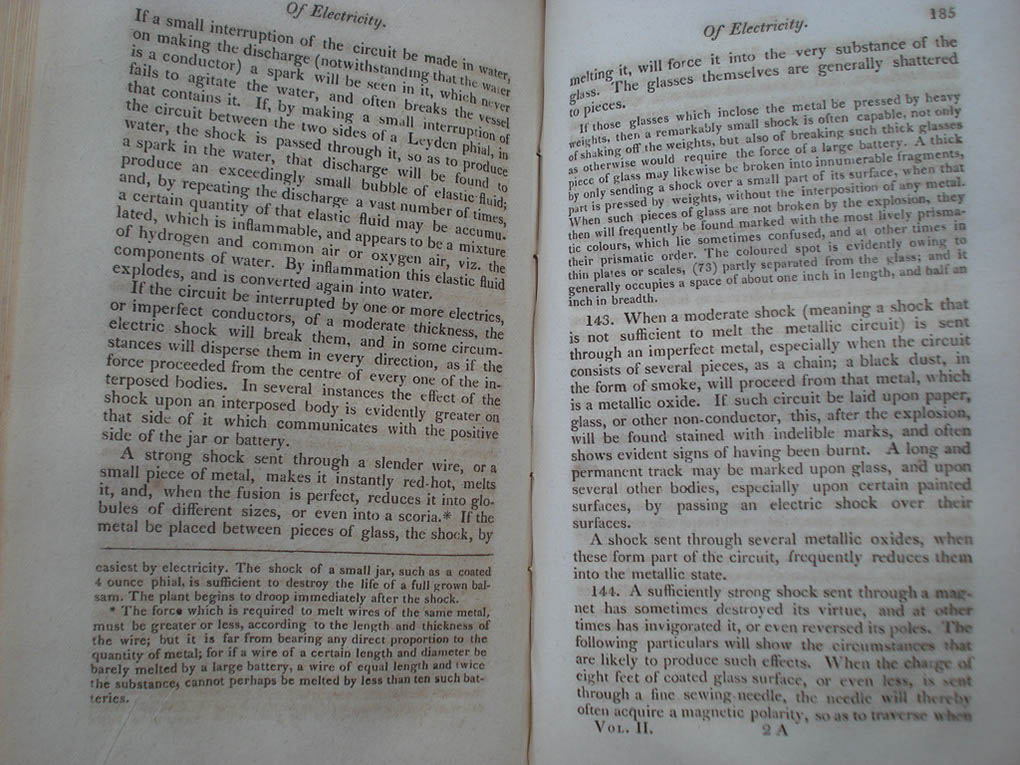 Of Electricity.
If a small interruption of the circuit be made in water,
on making the discharge (notwithstanding that the water
is a conductor) a spark will be seen in it, which never
fails to agitate the water, and often breaks the vessel
that contains it. If, by making a small interruption of
the circuit between the two sides of a Leyden phial, in
water, the shock is passed through it, so as to produce
a spark in the water, that discharge will be found to
produce an exceedingly small bubble of elastic fluid;
and, by repeating the discharge a vast number of times,
a certain quantity of that elastic fluid may be accumu-
lated, which is inflammable, and appears to be a mixture
of hydrogen and common air or oxygen air, viz. the
components of water. By inflammation this elastic fluid
explodes, and is converted again into water.
If the circuit be interrupted by one or more electrics,
or imperfect conductors, of a moderate thickness, the
electric shock will break them, and in some circum-
stances will disperse them in every direction, as if the
force proceeded from the centre of every one of the in-
terposed bodies. In several instances the effect of the
shock upon an interposed body is evidently greater on
that side of it which communicates with the positive
side of the jar or battery.
A strong shock sent through a slender wire, or a
small piece of metal, makes it instantly red-hot, melts
it, and, when the fusion is perfect, reduces it into glo-
bules of different sizes, or even into a scoria.* If the
metal be placed between pieces of glass, the shock, by
easiest by electricity. The shock of a small jar, such as a coated
4 ounce phial, is sufficient to destroy the life of a full grown bal-
sam. The plant begins to droop immediately after the shock.
* The force which is required to melt wires of the same metal,
must be greater or less, according to the length and thickness of
the wire; but it is far from bearing any direct proportion to the
quantity of metal; for if a wire of a certain length and diameter be
barely melted by a large battery, a wire of equal length and twice
the substance, cannot perhaps be melted by less than ten such bat-
teries.
Of Electricity. 185
melting it, will force it into the very substance of the
glass. The glasses themselves are generally shattered
to pieces.
If those glasses which inclose the metal be pressed by heavy
weights, then a remarkably small shock is often capable, not only
of shaking off the weights, but also of breaking such thick glasses
as otherwise would require the force of a large battery. A thick
piece of glass may likewise be broken into innumerable fragments,
by only sending a shock over a small part of its surface, when that
part is pressed by weights, without the interposition of any metal.
When such pieces of glass are not broken by the explosion, they
then will frequently be found marked with the most lively prisma-
tic colours, which lie sometimes confused, and at other times in
their prismatic order. The coloured spot is evidently owing to
thin plates or scales, (73) partly separated from the glass; and it
generally occupies a space of about one inch in length, and half an
inch in breadth.
143. When a moderate shock (meaning a shock that
is not sufficient to melt the metallic circuit) is sent
through an imperfect metal, especially when the circuit
consists of several pieces, as a chain; a black dust, in
the form of smoke, will proceed from that metal, which
is a metallic oxide. If such circuit be laid upon paper,
glass, or other non-conductor, this, after the explosion,
will be found stained with indelible marks, and often
shows evident signs of having been burnt. A long and
permanent track may be marked upon glass, and upon
several other bodies, especially upon certain painted
surfaces, by passing an electric shock over their
surfaces.
A shock sent through several metallic oxides, when
these form part of the circuit, frequently reduces them
into the metallic state.
144. A sufficiently strong shock sent through a mag-
net has sometimes destroyed its virtue, and at other
times has invigorated it, or even reversed its poles. The
following particulars will show the circumstances that
are likely to produce such effects. When the charge of
eight feet of coated glass surface, or even less, is sent
through a fine sewing-needle, the needle will thereby
often acquire a magnetic polarity, so as to traverse when
VOL. II. 2 A